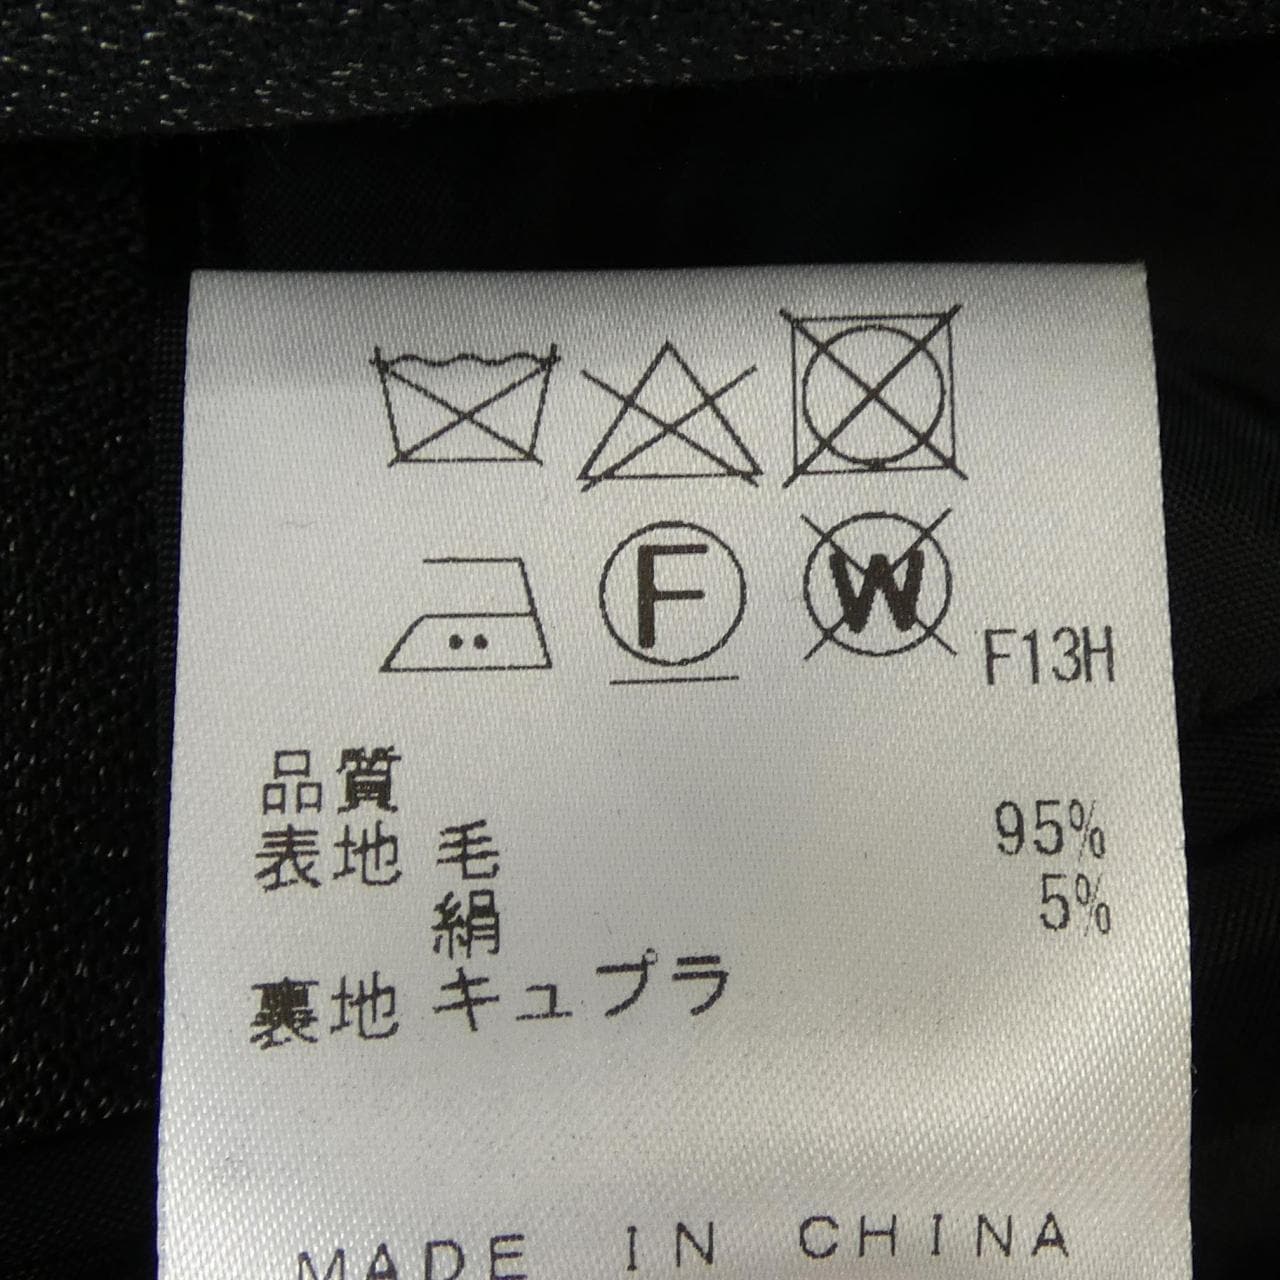 F W F13H
品質
表地 毛 95%
絹 5%
裏地 キュプラ
MADE IN CHINA